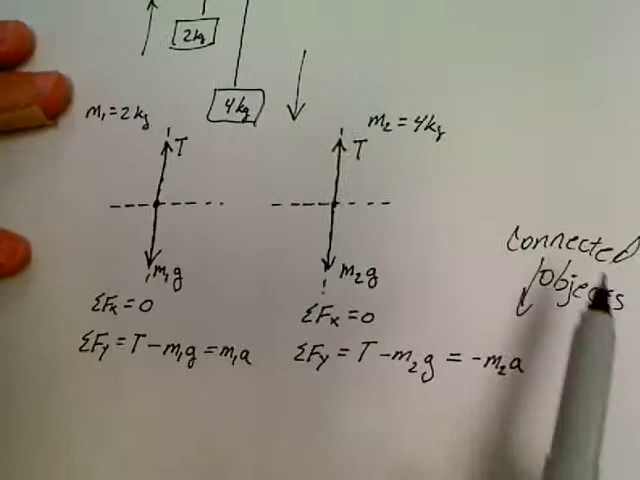 2kg
4kg
m₁ = 2kg
m₂ = 4kg
T
T
m₁g
m₂g
ΣFx = 0
ΣFx = 0
ΣFy = T - m₁g = m₁a
ΣFy = T - m₂g = -m₂a
connected
objects